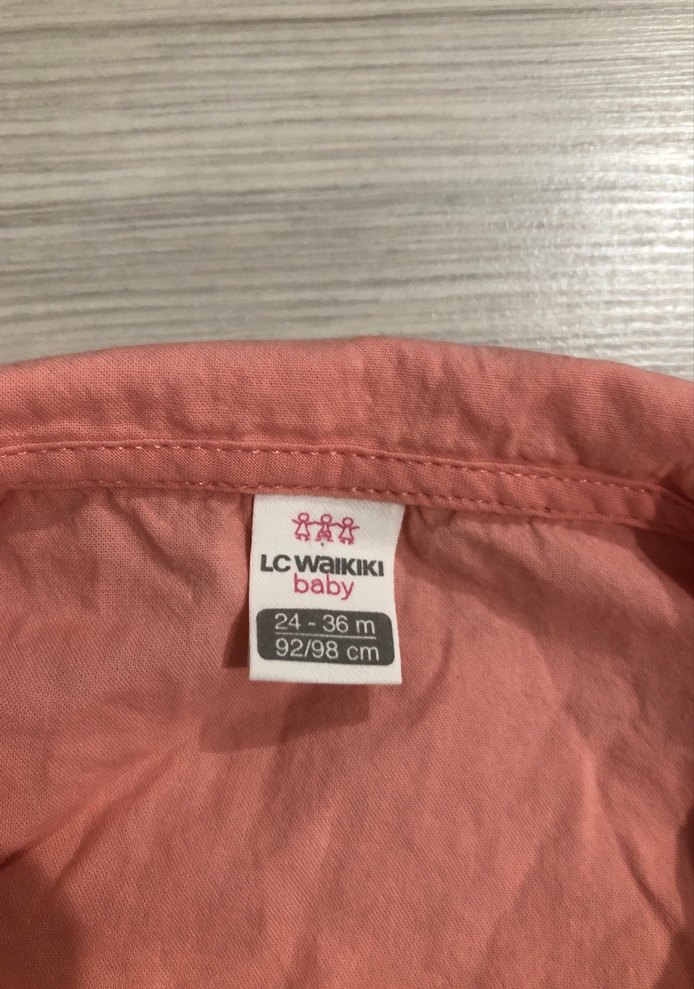 LC WAIKIKI
baby
24 - 36 m
92/98 cm